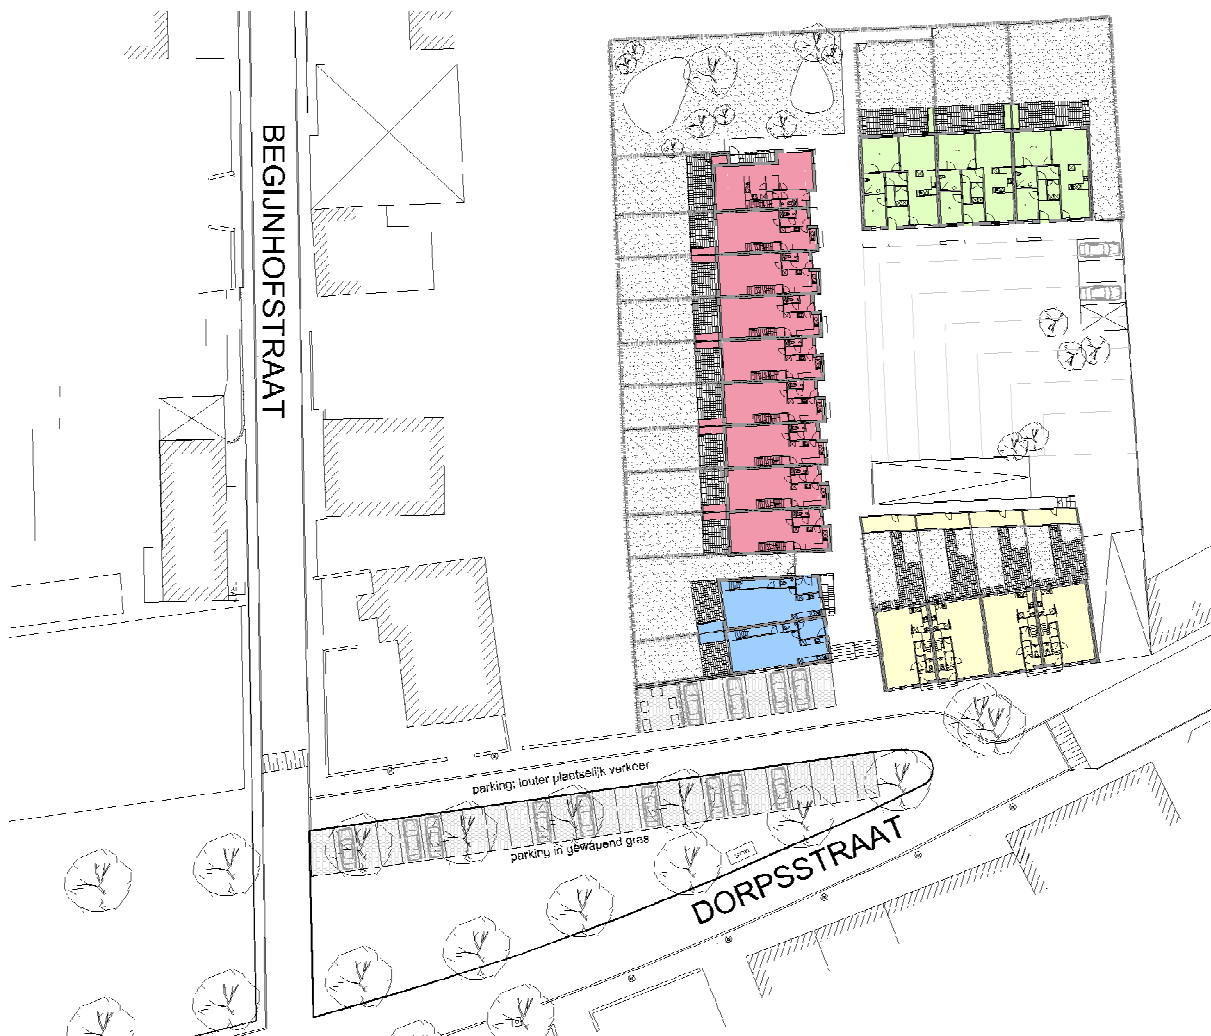 BEGIJNHOFSTRAAT
parking: louter plaatselijk verkeer
parking in gewapend gras
DORPSSTRAAT